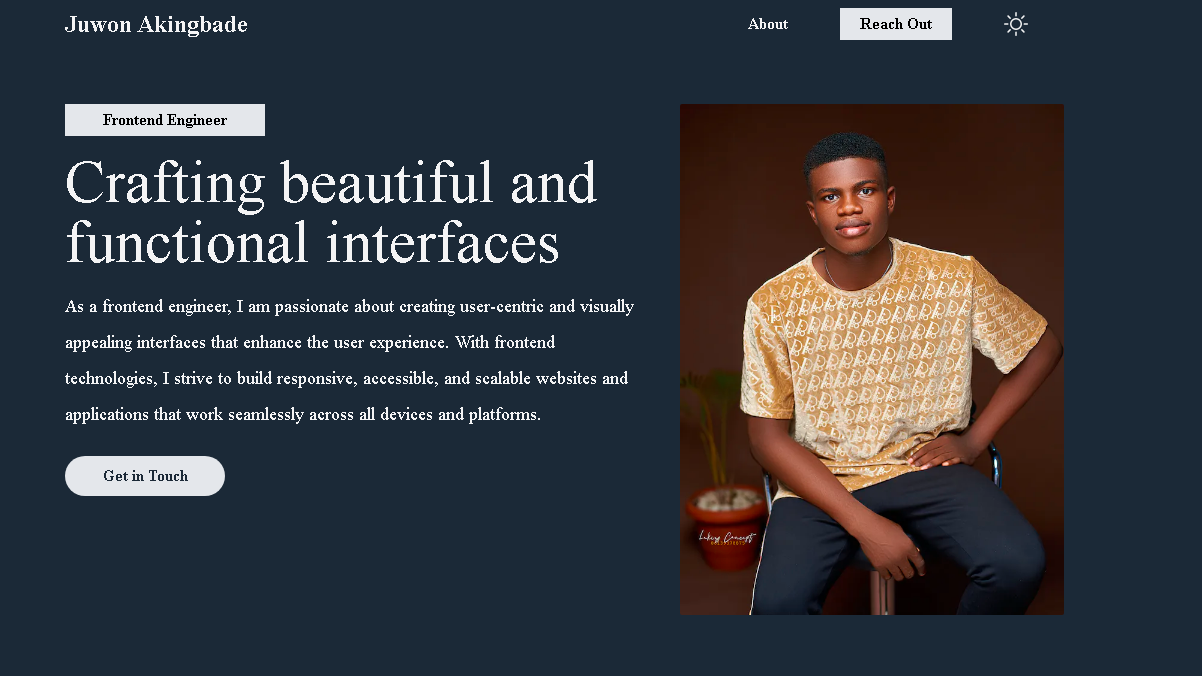 Juwon Akingbade
About
Reach Out
Frontend Engineer
Crafting beautiful and
functional interfaces
As a frontend engineer, I am passionate about creating user-centric and visually
appealing interfaces that enhance the user experience. With frontend
technologies, I strive to build responsive, accessible, and scalable websites and
applications that work seamlessly across all devices and platforms.
Get in Touch